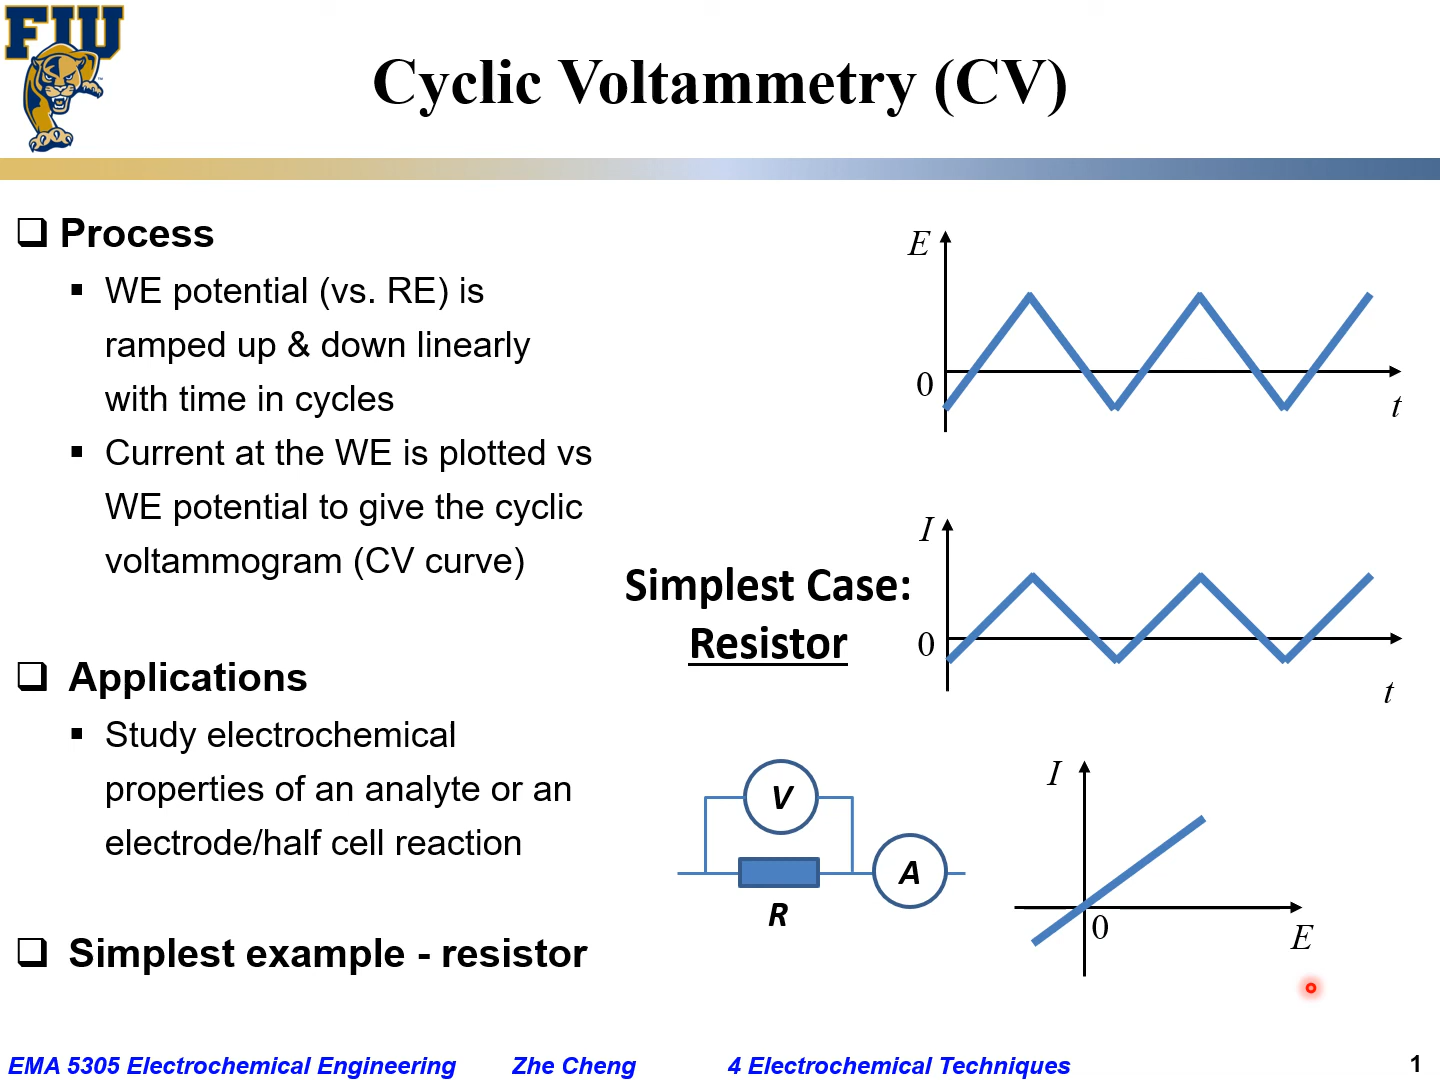 FIU
Cyclic Voltammetry (CV)
❑ Process
▪ WE potential (vs. RE) is
ramped up & down linearly
with time in cycles
▪ Current at the WE is plotted vs
WE potential to give the cyclic
voltammogram (CV curve)
❑ Applications
▪ Study electrochemical
properties of an analyte or an
electrode/half cell reaction
❑ Simplest example - resistor
E
0
t
Simplest Case:
Resistor
I
0
t
V
A
R
I
0
E
EMA 5305 Electrochemical Engineering Zhe Cheng 4 Electrochemical Techniques 1